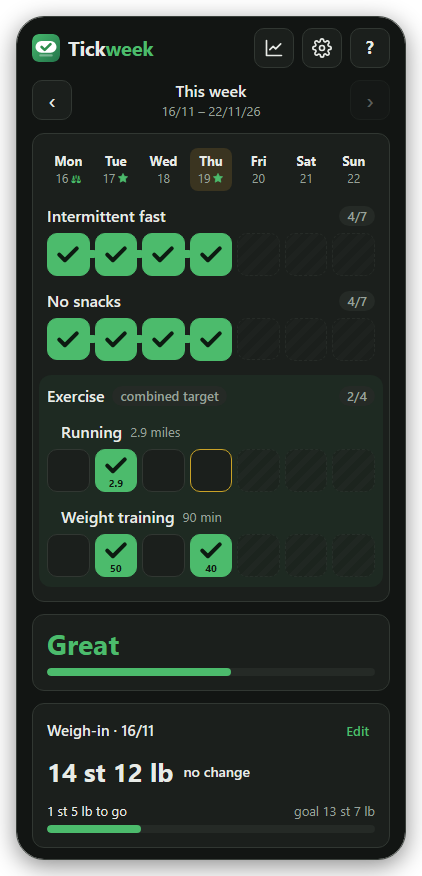 Tickweek
?
This week
16/11 – 22/11/26
Mon Tue Wed Thu Fri Sat Sun
16 17 18 19 20 21 22
Intermittent fast 4/7
No snacks 4/7
Exercise combined target 2/4
Running 2.9 miles
2.9
Weight training 90 min
50 40
Great
Weigh-in · 16/11 Edit
14 st 12 lb no change
1 st 5 lb to go goal 13 st 7 lb